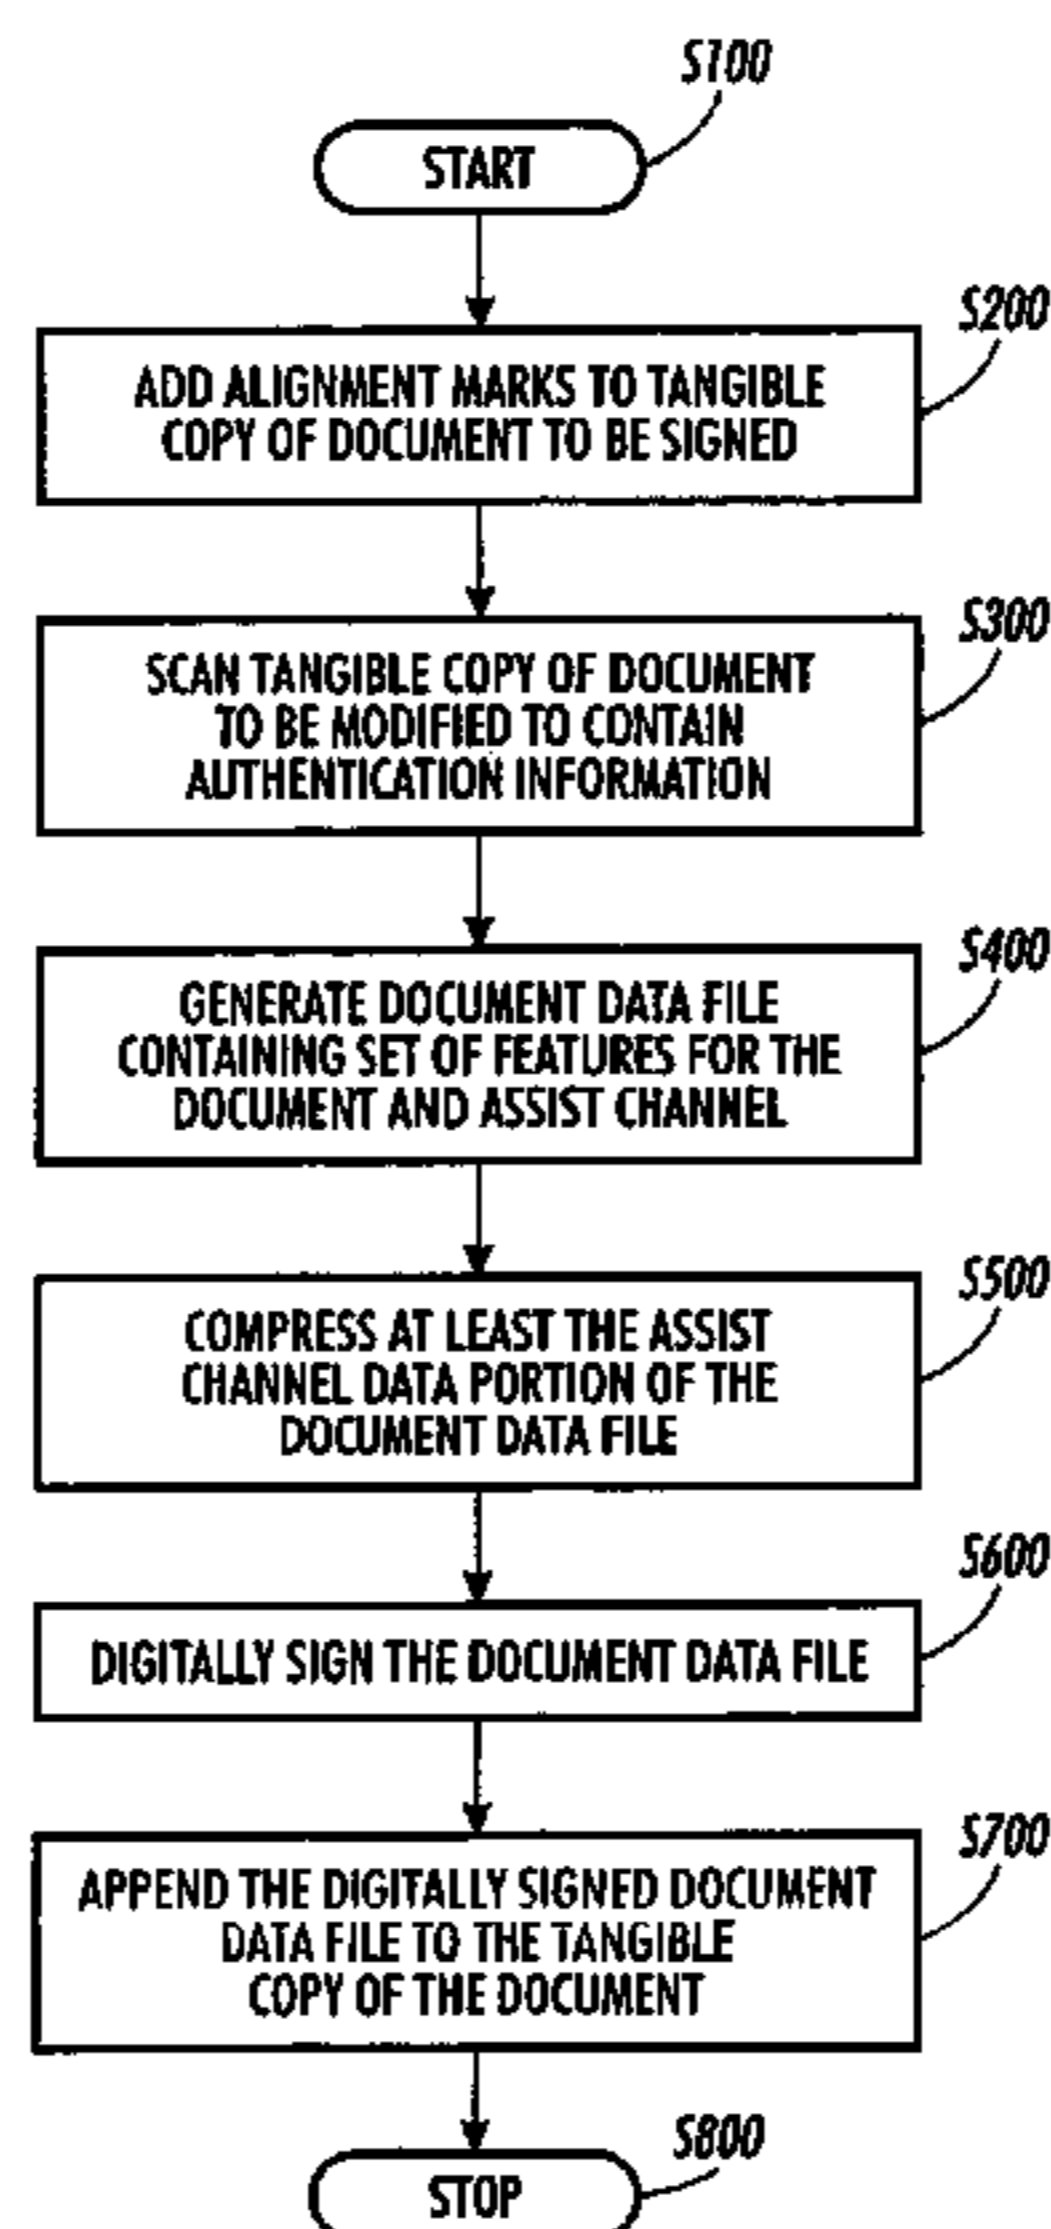 S100
START
S200
ADD ALIGNMENT MARKS TO TANGIBLE
COPY OF DOCUMENT TO BE SIGNED
S300
SCAN TANGIBLE COPY OF DOCUMENT
TO BE MODIFIED TO CONTAIN
AUTHENTICATION INFORMATION
S400
GENERATE DOCUMENT DATA FILE
CONTAINING SET OF FEATURES FOR THE
DOCUMENT AND ASSIST CHANNEL
S500
COMPRESS AT LEAST THE ASSIST
CHANNEL DATA PORTION OF THE
DOCUMENT DATA FILE
S600
DIGITALLY SIGN THE DOCUMENT DATA FILE
S700
APPEND THE DIGITALLY SIGNED DOCUMENT
DATA FILE TO THE TANGIBLE
COPY OF THE DOCUMENT
S800
STOP